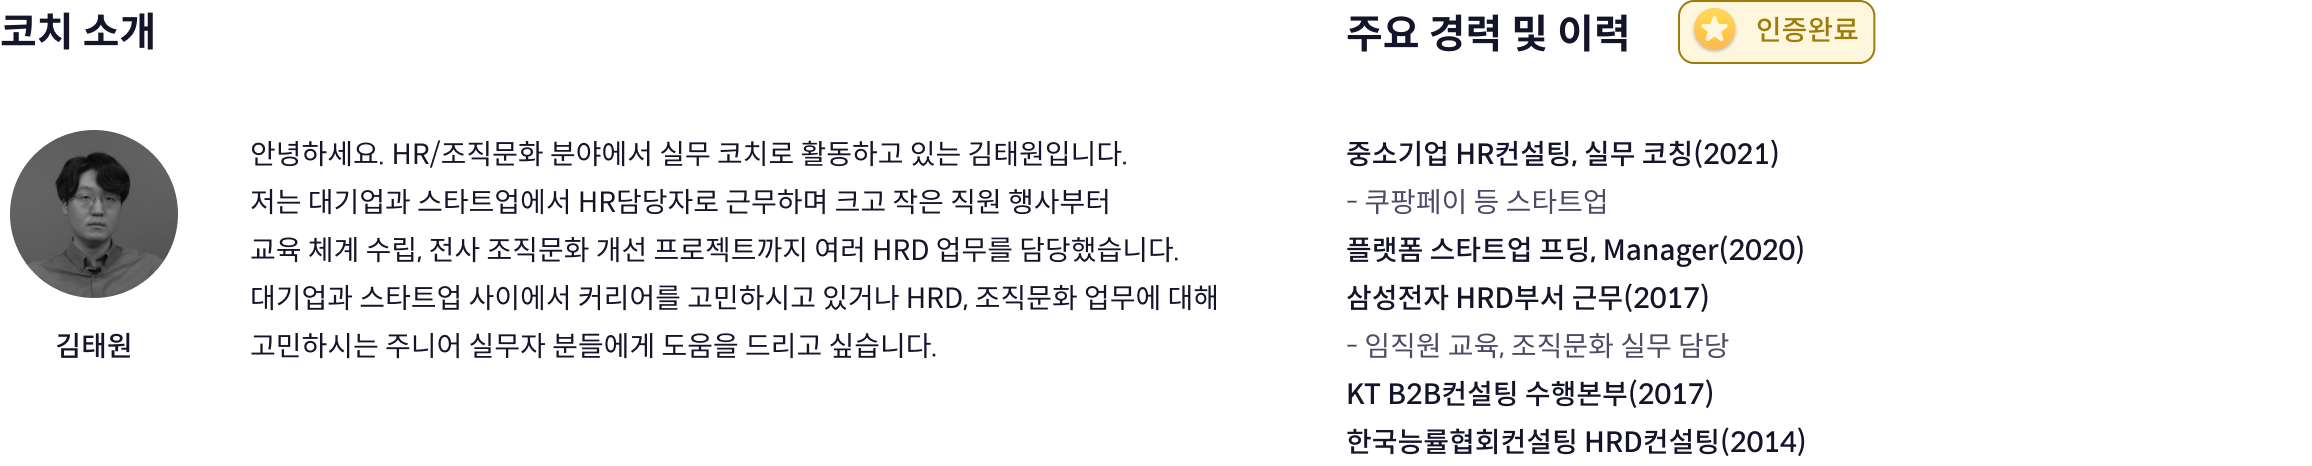 코치 소개
김태원
안녕하세요. HR/조직문화 분야에서 실무 코치로 활동하고 있는 김태원입니다.
저는 대기업과 스타트업에서 HR담당자로 근무하며 크고 작은 직원 행사부터
교육 체계 수립, 전사 조직문화 개선 프로젝트까지 여러 HRD 업무를 담당했습니다.
대기업과 스타트업 사이에서 커리어를 고민하시고 있거나 HRD, 조직문화 업무에 대해
고민하시는 주니어 실무자 분들에게 도움을 드리고 싶습니다.
주요 경력 및 이력
인증완료
중소기업 HR컨설팅, 실무 코칭(2021)
- 쿠팡페이 등 스타트업
플랫폼 스타트업 프딩, Manager(2020)
삼성전자 HRD부서 근무(2017)
- 임직원 교육, 조직문화 실무 담당
KT B2B컨설팅 수행본부(2017)
한국능률협회컨설팅 HRD컨설팅(2014)